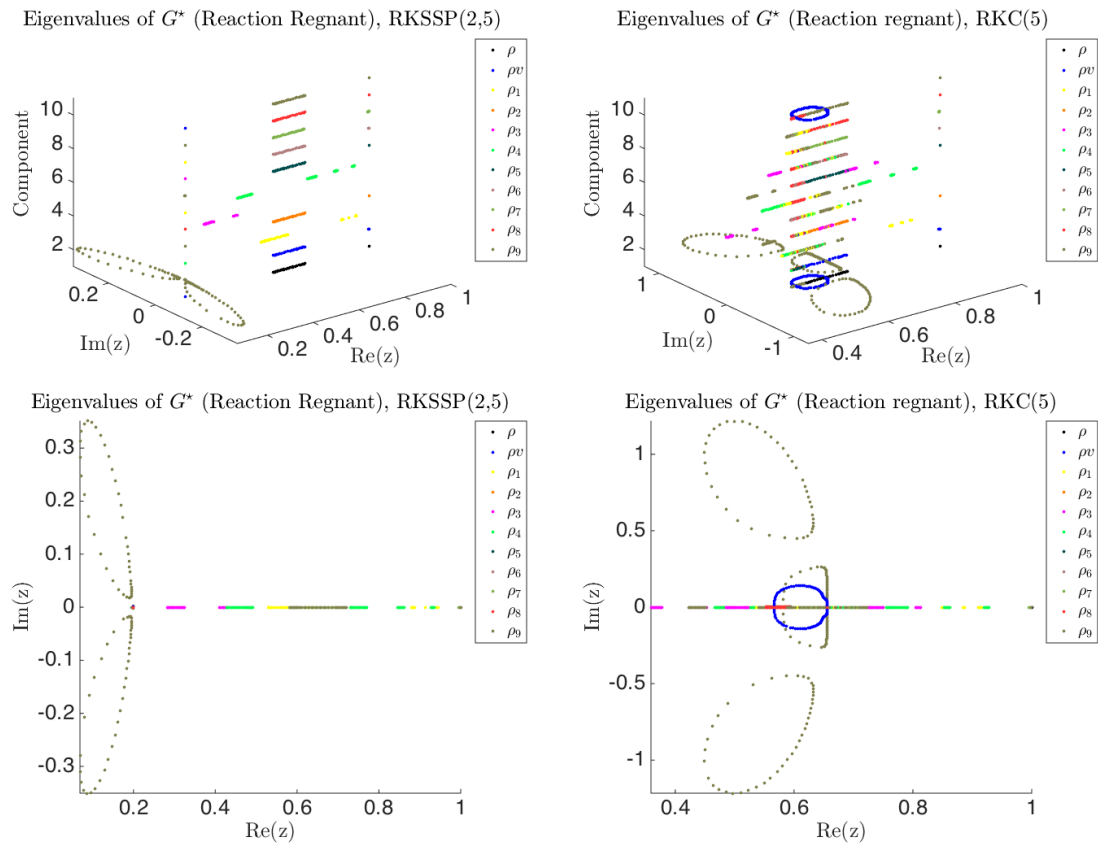 Eigenvalues of G⋆ (Reaction Regnant), RKSSP(2,5)
Component
10
8
6
4
2
0.2
0
-0.2
Im(z)
0.2
0.4
0.6
0.8
1
Re(z)
ρ
ρv
ρ1
ρ2
ρ3
ρ4
ρ5
ρ6
ρ7
ρ8
ρ9
Eigenvalues of G⋆ (Reaction regnant), RKC(5)
Component
10
8
6
4
2
1
0
-1
Im(z)
0.4
0.6
0.8
1
Re(z)
ρ
ρv
ρ1
ρ2
ρ3
ρ4
ρ5
ρ6
ρ7
ρ8
ρ9
Eigenvalues of G⋆ (Reaction Regnant), RKSSP(2,5)
Im(z)
0.3
0.2
0.1
0
-0.1
-0.2
-0.3
0.2
0.4
0.6
0.8
1
Re(z)
ρ
ρv
ρ1
ρ2
ρ3
ρ4
ρ5
ρ6
ρ7
ρ8
ρ9
Eigenvalues of G⋆ (Reaction regnant), RKC(5)
Im(z)
1
0.5
0
-0.5
-1
0.4
0.6
0.8
1
Re(z)
ρ
ρv
ρ1
ρ2
ρ3
ρ4
ρ5
ρ6
ρ7
ρ8
ρ9